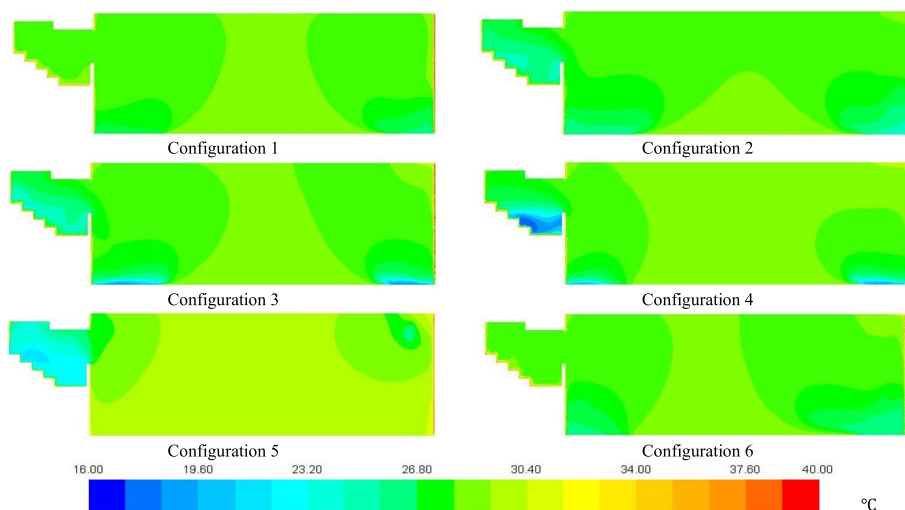 Configuration 1
Configuration 2
Configuration 3
Configuration 4
Configuration 5
Configuration 6
16.00 19.60 23.20 26.80 30.40 34.00 37.60 40.00
°C